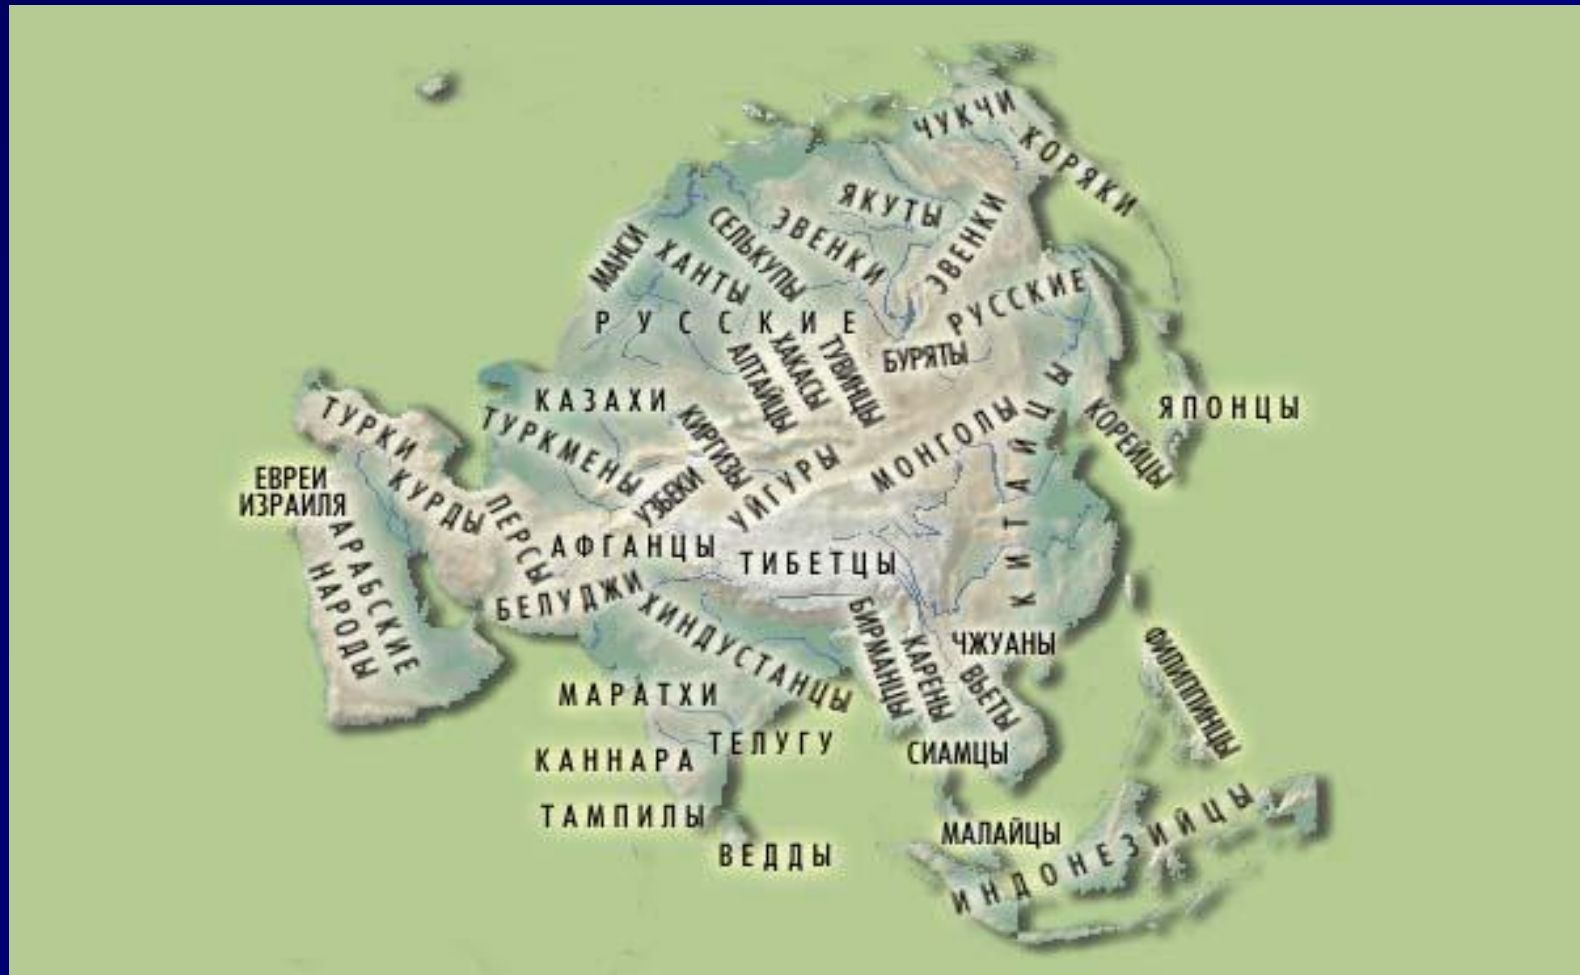 ЧУКЧИ
КОРЯКИ
ЯКУТЫ
ЭВЕНКИ
ЭВЕНКИ
СЕЛЬКУПЫ
МАНСИ
ХАНТЫ
РУССКИЕ
РУССКИЕ
АЛТАЙЦЫ
ХАКАСЫ
ТУВИНЦЫ
БУРЯТЫ
КАЗАХИ
ТУРКМЕНЫ
КИРГИЗЫ
УЗБЕКИ
УЙГУРЫ
МОНГОЛЫ
КИТАЙЦЫ
КОРЕЙЦЫ
ЯПОНЦЫ
ТУРКИ
КУРДЫ
ЕВРЕИ
ИЗРАИЛЯ
АРАБСКИЕ
НАРОДЫ
ПЕРСЫ
АФГАНЦЫ
БЕЛУДЖИ
ТИБЕТЦЫ
ХИНДУСТАНЦЫ
БИРМАНЦЫ
КАРЕНЫ
ЧЖУАНЫ
ВЬЕТЫ
ФИЛИППИНЦЫ
МАРАТХИ
ТЕЛУГУ
КАННАРА
СИАМЦЫ
ТАМПИЛЫ
ВЕДДЫ
МАЛАЙЦЫ
ИНДОНЕЗИЙЦЫ